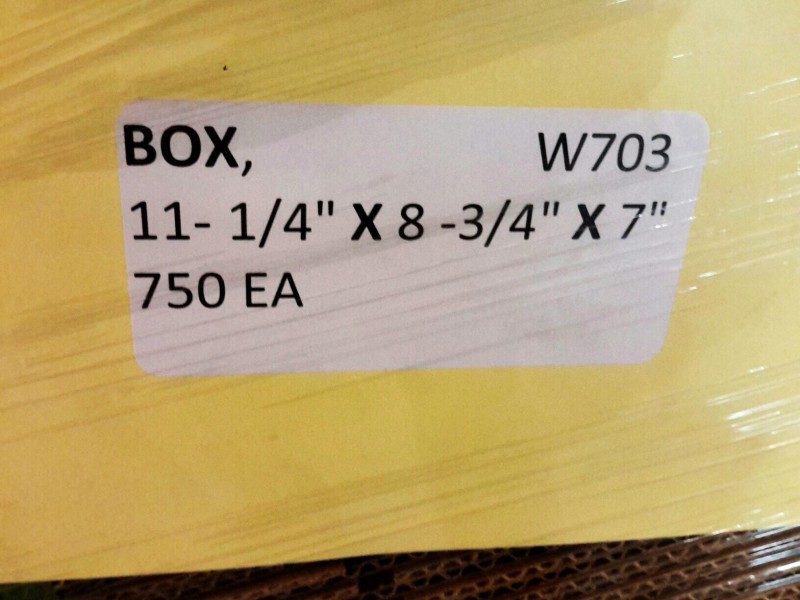 BOX, W703
11- 1/4" X 8 -3/4" X 7"
750 EA